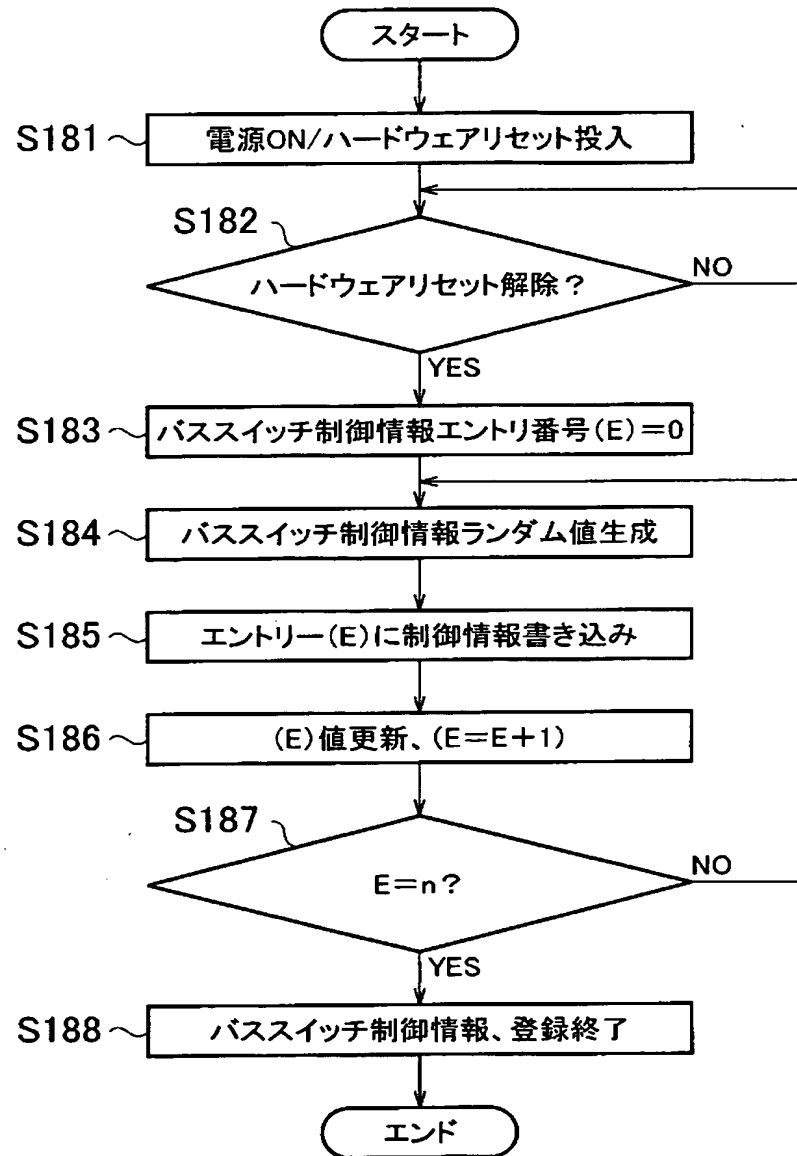 スタート
S181
電源ON/ハードウェアリセット投入
S182
ハードウェアリセット解除?
NO
YES
S183
バススイッチ制御情報エントリ番号(E)=0
S184
バススイッチ制御情報ランダム値生成
S185
エントリー(E)に制御情報書き込み
S186
(E)値更新、(E=E+1)
S187
E=n?
NO
YES
S188
バススイッチ制御情報、登録終了
エンド